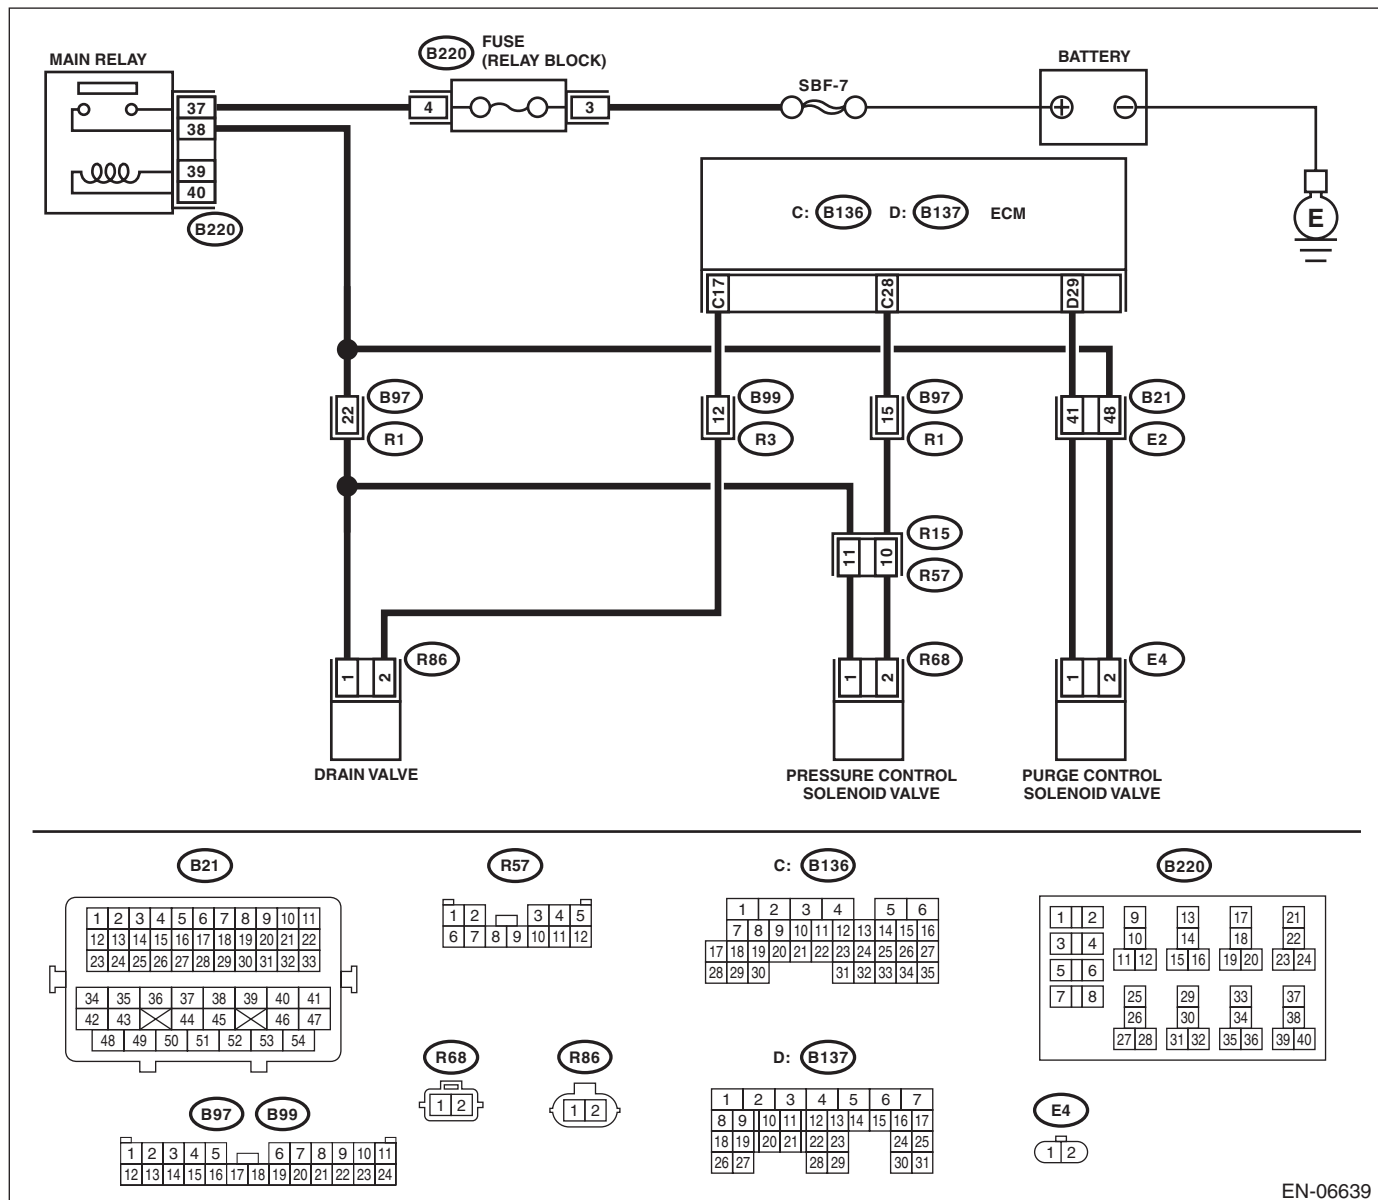 MAIN RELAY
B220
FUSE
(RELAY BLOCK)
SBF-7
BATTERY
37
38
39
40
4
3
B220
E
C: B136 D: B137 ECM
C17
C28
D29
22
B97
R1
12
B99
R3
15
B97
R1
41
48
B21
E2
11
10
R15
R57
1
2
R86
1
2
R68
1
2
E4
DRAIN VALVE
PRESSURE CONTROL
SOLENOID VALVE
PURGE CONTROL
SOLENOID VALVE
B21
1 2 3 4 5 6 7 8 9 10 11
12 13 14 15 16 17 18 19 20 21 22
23 24 25 26 27 28 29 30 31 32 33
34 35 36 37 38 39 40 41
42 43 44 45 46 47
48 49 50 51 52 53 54
R57
1 2 3 4 5
6 7 8 9 10 11 12
C: B136
1 2 3 4 5 6
7 8 9 10 11 12 13 14 15 16
17 18 19 20 21 22 23 24 25 26 27
28 29 30 31 32 33 34 35
B220
1 2 9 13 17 21
3 4 10 14 18 22
5 6 11 12 15 16 19 20 23 24
7 8 25 29 33 37
26 30 34 38
27 28 31 32 35 36 39 40
R68
1 2
R86
1 2
D: B137
1 2 3 4 5 6 7
8 9 10 11 12 13 14 15 16 17
18 19 20 21 22 23 24 25
26 27 28 29 30 31
E4
1 2
B97 B99
1 2 3 4 5 6 7 8 9 10 11
12 13 14 15 16 17 18 19 20 21 22 23 24
EN-06639